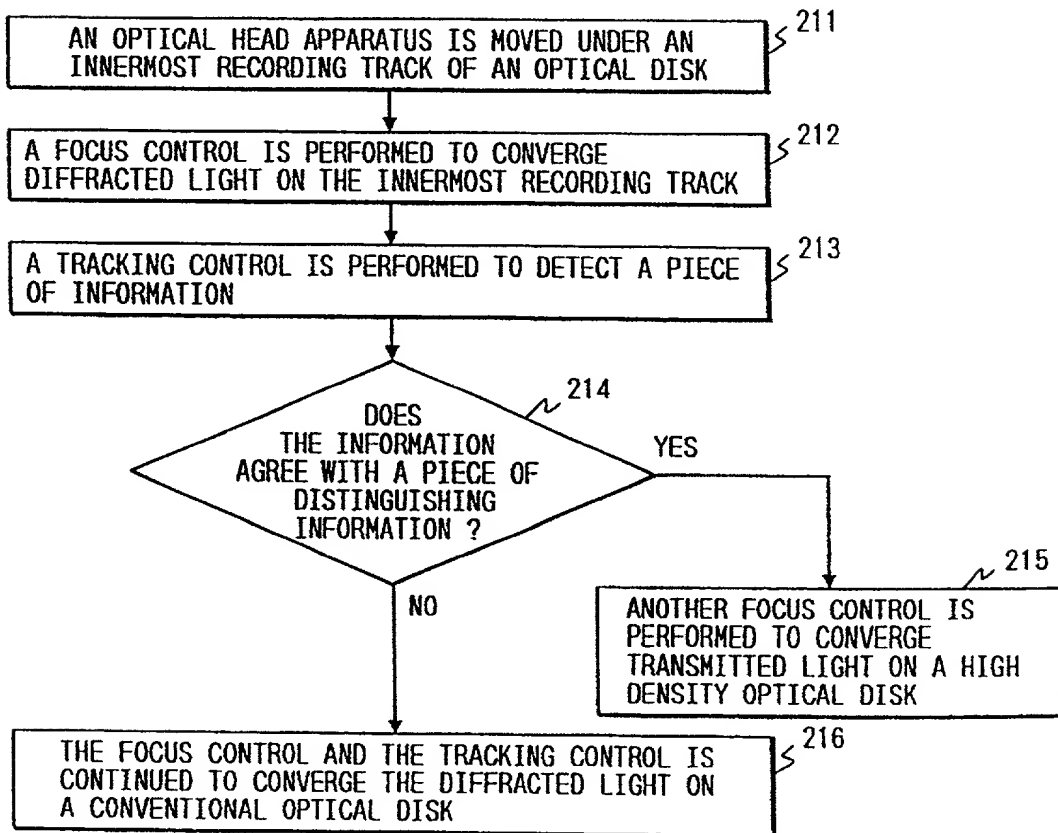 211
AN OPTICAL HEAD APPARATUS IS MOVED UNDER AN
INNERMOST RECORDING TRACK OF AN OPTICAL DISK
212
A FOCUS CONTROL IS PERFORMED TO CONVERGE
DIFFRACTED LIGHT ON THE INNERMOST RECORDING TRACK
213
A TRACKING CONTROL IS PERFORMED TO DETECT A PIECE
OF INFORMATION
214
DOES
THE INFORMATION
AGREE WITH A PIECE OF
DISTINGUISHING
INFORMATION ?
YES
NO
215
ANOTHER FOCUS CONTROL IS
PERFORMED TO CONVERGE
TRANSMITTED LIGHT ON A HIGH
DENSITY OPTICAL DISK
216
THE FOCUS CONTROL AND THE TRACKING CONTROL IS
CONTINUED TO CONVERGE THE DIFFRACTED LIGHT ON
A CONVENTIONAL OPTICAL DISK